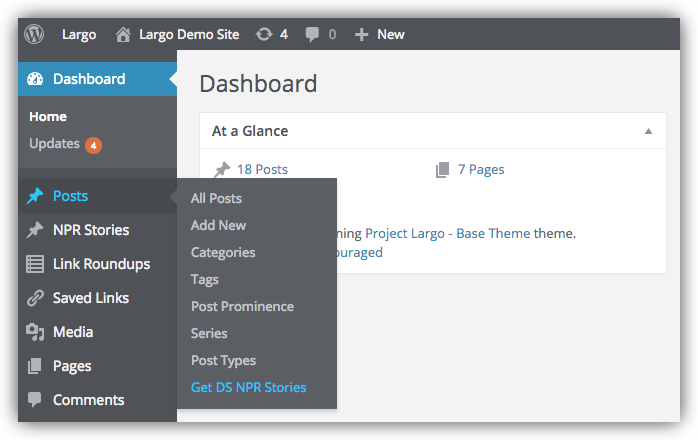 Largo Largo Demo Site 4 0 New
Dashboard
Home
Updates 4
Posts
NPR Stories
Link Roundups
Saved Links
Media
Pages
Comments
All Posts
Add New
Categories
Tags
Post Prominence
Series
Post Types
Get DS NPR Stories
Dashboard
At a Glance
18 Posts 7 Pages
ning Project Largo - Base Theme theme.
ouraged